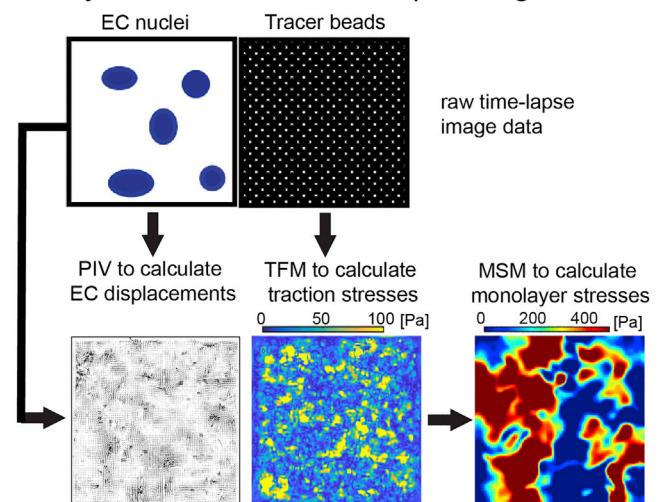 EC nuclei
Tracer beads
raw time-lapse
image data
PIV to calculate
EC displacements
TFM to calculate
traction stresses
MSM to calculate
monolayer stresses
0 50 100 [Pa]
0 200 400 [Pa]